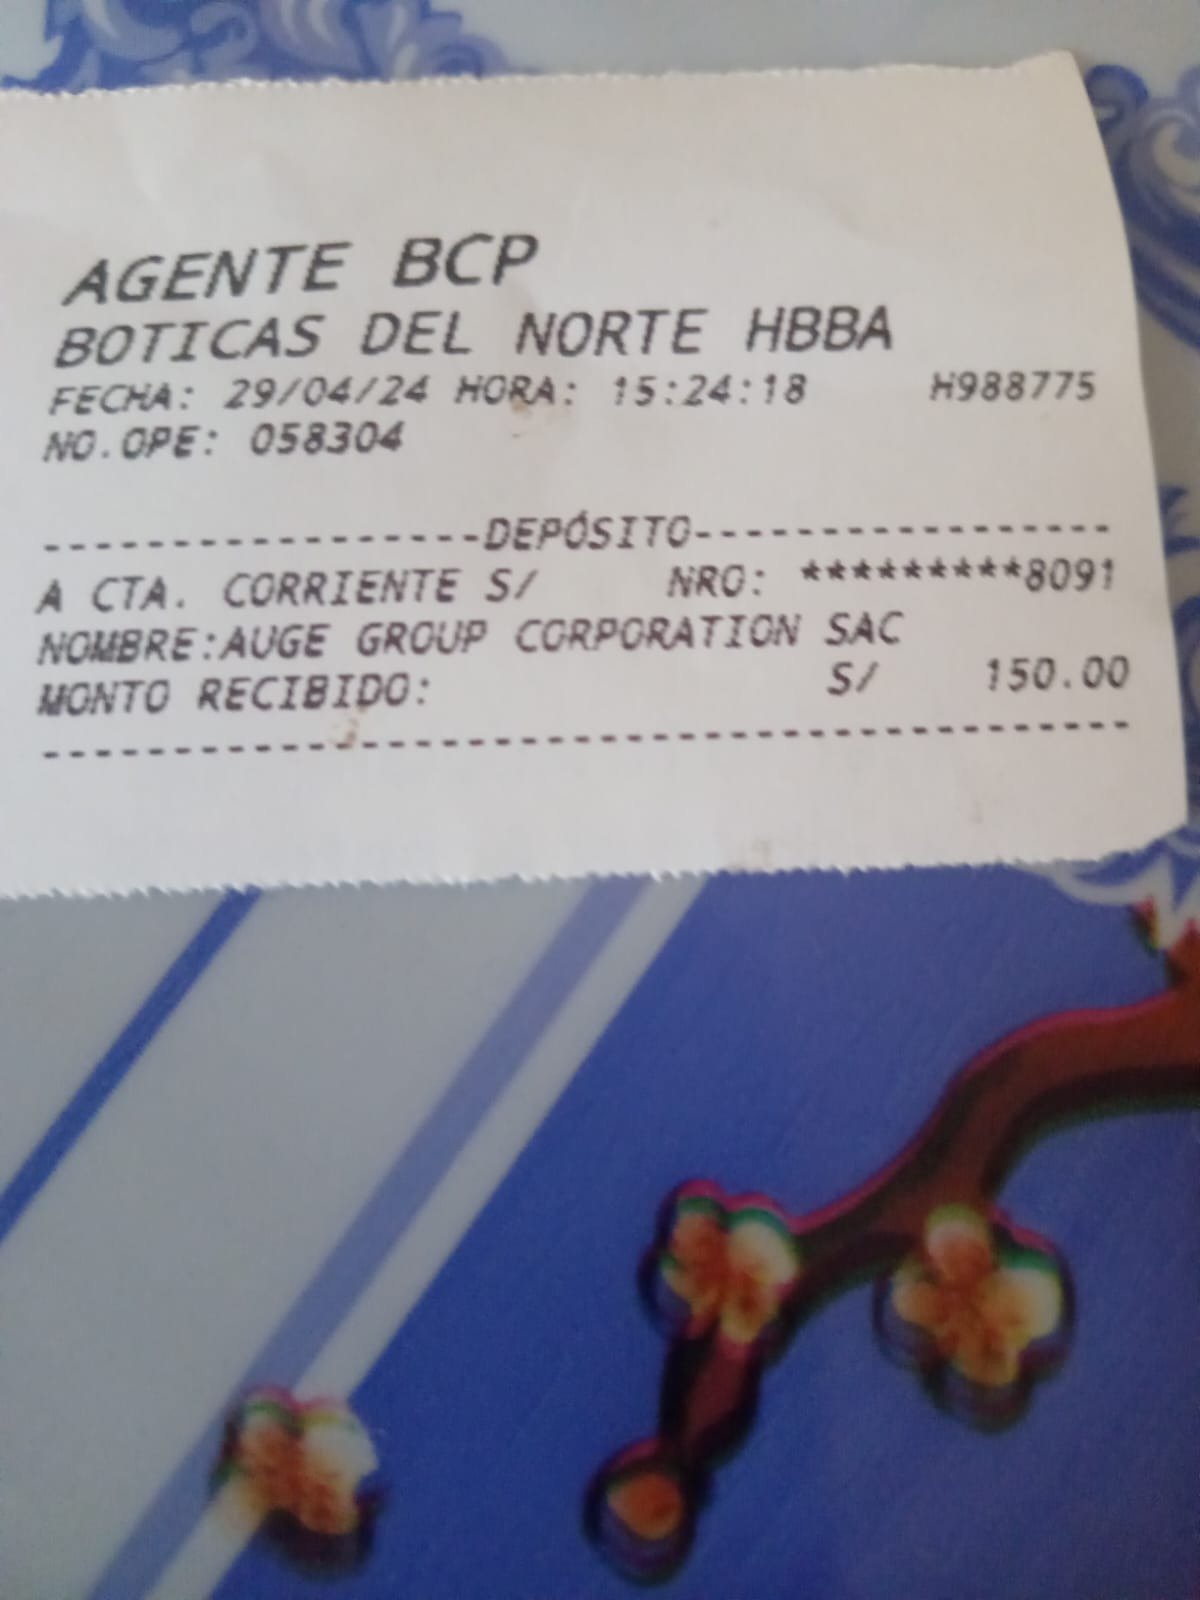 AGENTE BCP
BOTICAS DEL NORTE HBBA
FECHA: 29/04/24 HORA: 15:24:18 H988775
NO.OPE: 058304
-----------------DEPÓSITO----------------
A CTA. CORRIENTE S/ NRO: *********8091
NOMBRE:AUGE GROUP CORPORATION SAC
MONTO RECIBIDO: S/ 150.00
-----------------------------------------